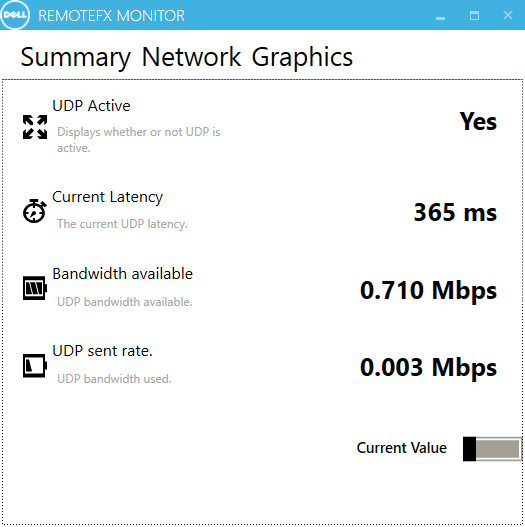 DELL REMOTEFX MONITOR
Summary Network Graphics
UDP Active
Displays whether or not UDP is
active.
Yes
Current Latency
The current UDP latency.
365 ms
Bandwidth available
UDP bandwidth available.
0.710 Mbps
UDP sent rate.
UDP bandwidth used.
0.003 Mbps
Current Value